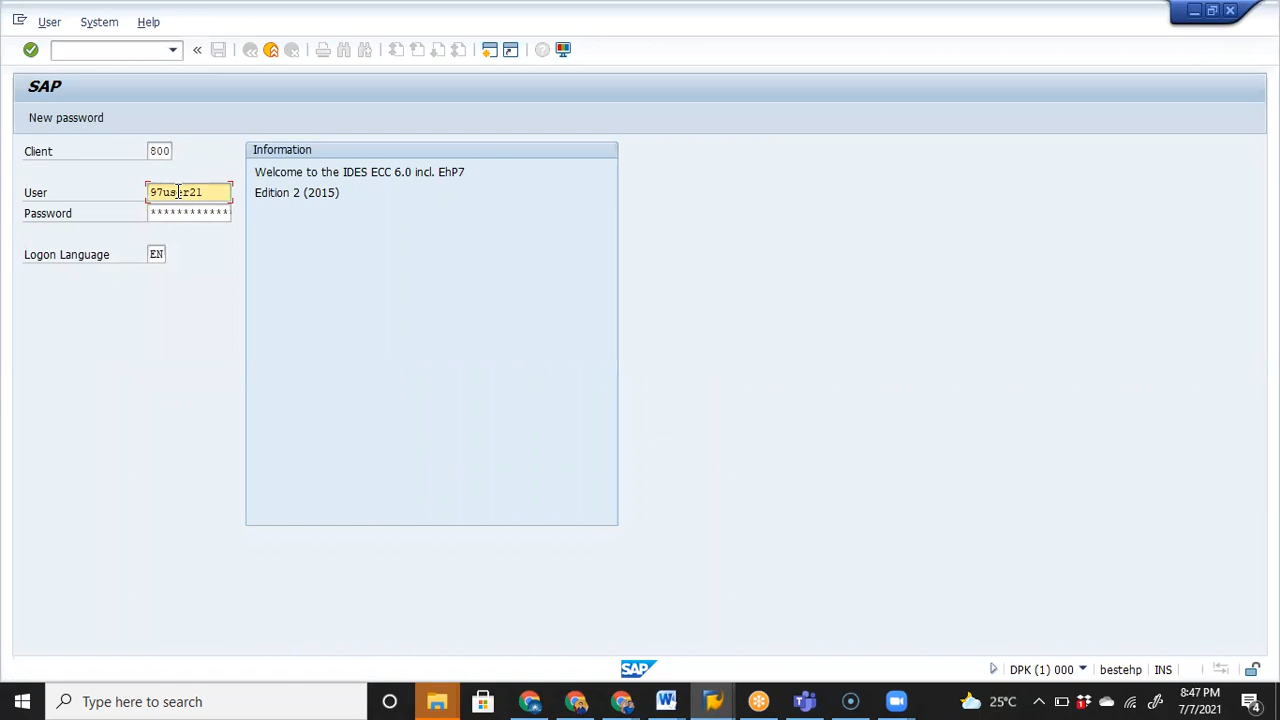 User System Help
SAP
New password
Client 800
User 97user21
Password ************
Logon Language EN
Information
Welcome to the IDES ECC 6.0 incl. EhP7
Edition 2 (2015)
SAP
DPK (1) 000 bestehp INS
Type here to search
25°C
8:47 PM
7/7/2021
4